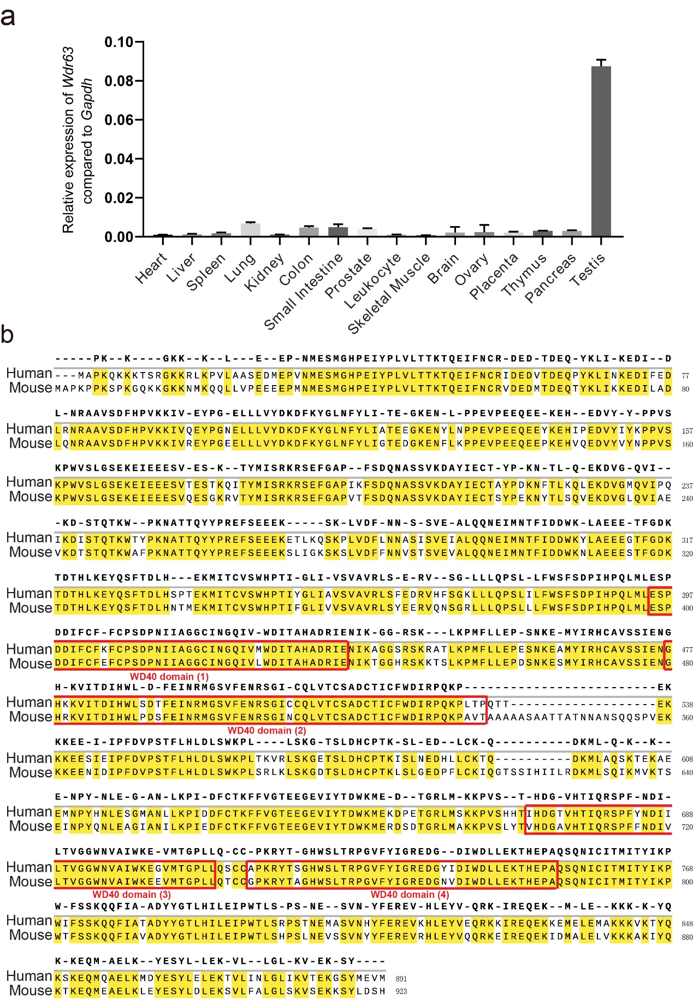 a
Relative expression of Wdr63
compared to Gapdh
0.10
0.08
0.06
0.04
0.02
0.00
Heart
Liver
Spleen
Lung
Kidney
Colon
Small Intestine
Prostate
Leukocyte
Skeletal Muscle
Brain
Ovary
Placenta
Thymus
Pancreas
Testis
b
-----PK--K----GKK--K--L---E--EP-NMESMGHPEIYPLVLTTKTQEIFNCR-DED-TDEQ-YKLI-KEDI--D
Human ---MAPKQKKKTSRGKKRLKPVLAASEDMEPVNMESMGHPEIYPLVLTTKTQEIFNCRIDEDVTDEQPYKLINKEDIFED 77
Mouse MAPKPPKSPKGQKKGKKNMKQQLLVPEEEEPMNMESMGHPEIYPLVLTTKTQEIFNCRVDEDMTDEQTYKLIKKEDILAD 80
L-NRAAVSDFHPVKKIV-EYPG-ELLLVYDKDFKYGLNFYLI-TE-GKEN-L-PPEVPEEQEE-KEH--EDVY-Y-PPVS
Human LRNRAAVSDFHPVKKIVQEYPGNELLLVYDKDFKYGLNFYLIATEEGKENYLNPPEVPEEQEEYKEHIPEDVYIYKPPVS 157
Mouse LQNRAAVSDFHPVKKIVREYPGEELLLVYDKDFKYGLNFYLIGTEDGKENFLKPPEVPEEQEEPKEHVQEDVYVYNPPVS 160
KPWVSLGSEKEIEEESV-ES-K--TYMISRKRSEFGAP--FSDQNASSVKDAYIECT-YP-KN-TL-Q-EKDVG-QVI--
Human KPWVSLGSEKEIEEESVTESTKQITYMISRKRSEFGAPIKFSDQNASSVKDAYIECTAYPDKNFTLKQLEKDVGMQVIPQ 237
Mouse KPWVSLGSEKEIEEESVQESGKRVTYMISRKRSEFGAPVTFSDQNASSVKDAYIECTSYPEKNYTLSQVEKDVGLQVIAE 240
-KD-STQTKW--PKNATTQYYPREFSEEEK-----SK-LVDF-NN-S-SVE-ALQQNEIMNTFIDDWK-LAEEE-TFGDK
Human IKDISTQTKWTYPKNATTQYYPREFSEEEKETLKQSKPLVDFLNNASISVEIALQQNEIMNTFIDDWKYLAEEEGTFGDK 317
Mouse VKDTSTQTKWAFPKNATTQYYPREFSEEEKSLIGKSKSLVDFFNNVSTSVEVALQQNEIMNTFIDDWKNLAEEESTFGDK 320
TDTHLKEYQSFTDLH---EKMITCVSWHPTI-GLI-VSVAVRLS-E-RV--SG-LLLQPSL-LFWSFSDPIHPQLMLESP
Human TDTHLKEYQSFTDLHSPTEKMITCVSWHPTIYGLIAVSVAVRLSFEDRVHFSGKLLLQPSLILFWSFSDPIHPQLMLESP 397
Mouse TDTHLKEYQSFTDLHNTMEKMITCVSWHPTIFGLIVVSVAVRLSYEERVQNSGRLLLQPSLLLFWSFSDPIHPQLMLESP 400
DDIFCF-FCPSDPNIIAGGCINGQIV-WDITAHADRIENIK-GG-RSK---LKPMFLLEP-SNKE-MYIRHCAVSSIENG
Human DDIFCFKFCPSDPNIIAGGCINGQIVMWDITAHADRIENIKAGGSRSKRATLKPMFLLEPESNKEAMYIRHCAVSSIENG 477
Mouse DDIFCFEFCPSDPNIIAGGCINGQIVLWDITAHADRIENIKTGGHRSKKTSLKPMFLLEPDSNKESMYIRHCAVSSIENG 480
WD40 domain (1)
H-KVITDIHWL-D-FEINRMGSVFENRSGI-CQLVTCSADCTICFWDIRPQKP-------------------------EK
Human HKKVITDIHWLSDTFEINRMGSVFENRSGICCQLVTCSADCTICFWDIRPQKPLTPQTT-------------------EK 538
Mouse HRKVITDIHWLPDSFEINRMGSVFENRSGINCQLVTCSADCTICFWDIRPQKPAVTAAAAASAATTATNNANSQQSPVEK 560
WD40 domain (2)
KKEE-I-IPFDVPSTFLHLDLSWKPL----LSKG-TSLDHCPTK-SL-ED--LCK-Q----------DKML-Q-K--K--
Human KKEESIEIPFDVPSTFLHLDLSWKPLTKVRLSKGETSLDHCPTKISLNEDHLLCKTQ----------DKMLAQSKTEKAE 608
Mouse KKEENIDIPFDVPSTFLHLDLSWKPLSRLKLSKGDTSLDHCPTKLSLGEDPFLCKIQGTSSIHIILRDKMLSQIKMVKTS 640
E-NPY-NLE-G-AN-LKPI-DFCTKFFVGTEEGEVIYTDWKME-D--TGRLM-KKPVS--T-HDG-VHTIQRSPF-NDI-
Human EMNPYHNLESGMANLLKPIDDFCTKFFVGTEEGEVIYTDWKMEKDPETGRLMSKKPVSHHTIHDGTVHTIQRSPFYNDII 688
Mouse EINPYQNLEAGIANILKPIEDFCTKFFVGTEEGEVIYTDWKMERDSDTGRLMAKKPVSLYTVHDGAVHTIQRSPFFNDIV 720
LTVGGWNVAIWKE-VMTGPLLQ-CC-PKRYT-GHWSLTRPGVFYIGREDG--DIWDLLEKTHEPAQSQNICITMITYIKP
Human LTVGGWNVAIWKEGVMTGPLLQSCCAPKRYTSGHWSLTRPGVFYIGREDGYIDIWDLLEKTHEPAQSQNICITMITYIKP 768
Mouse LTVGGWNVAIWKEEVMTGPLLQTCCGPKRYTAGHWSLTRPGVFYIGREDGNVDIWDLLEKTHEPAQSQNICITMITYIKP 800
WD40 domain (3)
WD40 domain (4)
W-FSSKQQFIA-ADYYGTLHILEIPWTLS-PS-NE--SVN-YFEREV-HLEYV-QRK-IREQEK--M-LE--KKK-K-YQ
Human WIFSSKQQFIATADYYGTLHILEIPWTLSRPSTNEMASVNHYFEREVKHLEYVEQRKKIREQEKKEMELEMAKKKVKTYQ 848
Mouse WTFSSKQQFIAVADYYGTLHILEIPWTLSHPSLNEVSSVNYYFEREVRHLEYVQQRKEIREQEKIDMALELVKKKAKIYQ 880
K-KEQM-AELK--YESYL-LEK-VL--LGL-KV-EK-SY----
Human KSKEQMQAELKMDYESYLELEKTVLINLGLIKVTEKGSYMEVM 891
Mouse KTKEQMEAELKLEYESYLDLEKSVLFALGLSKVSEKKSYLDSH 923